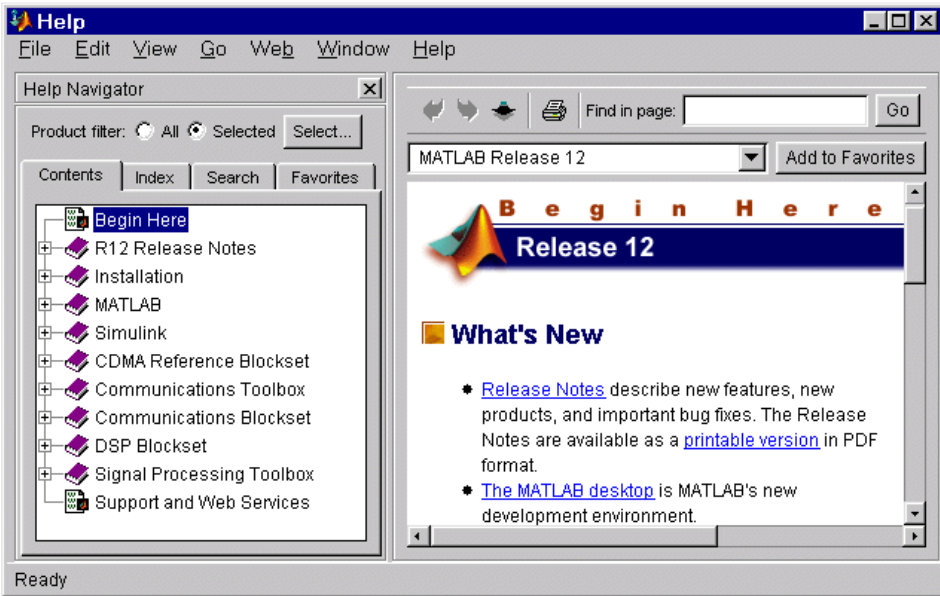 Help
File Edit View Go Web Window Help
Help Navigator
Product filter: All Selected Select...
Contents Index Search Favorites
Begin Here
R12 Release Notes
Installation
MATLAB
Simulink
CDMA Reference Blockset
Communications Toolbox
Communications Blockset
DSP Blockset
Signal Processing Toolbox
Support and Web Services
Find in page: Go
MATLAB Release 12 Add to Favorites
Begin Here
Release 12
What's New
Release Notes describe new features, new
products, and important bug fixes. The Release
Notes are available as a printable version in PDF
format.
The MATLAB desktop is MATLAB's new
development environment.
Ready